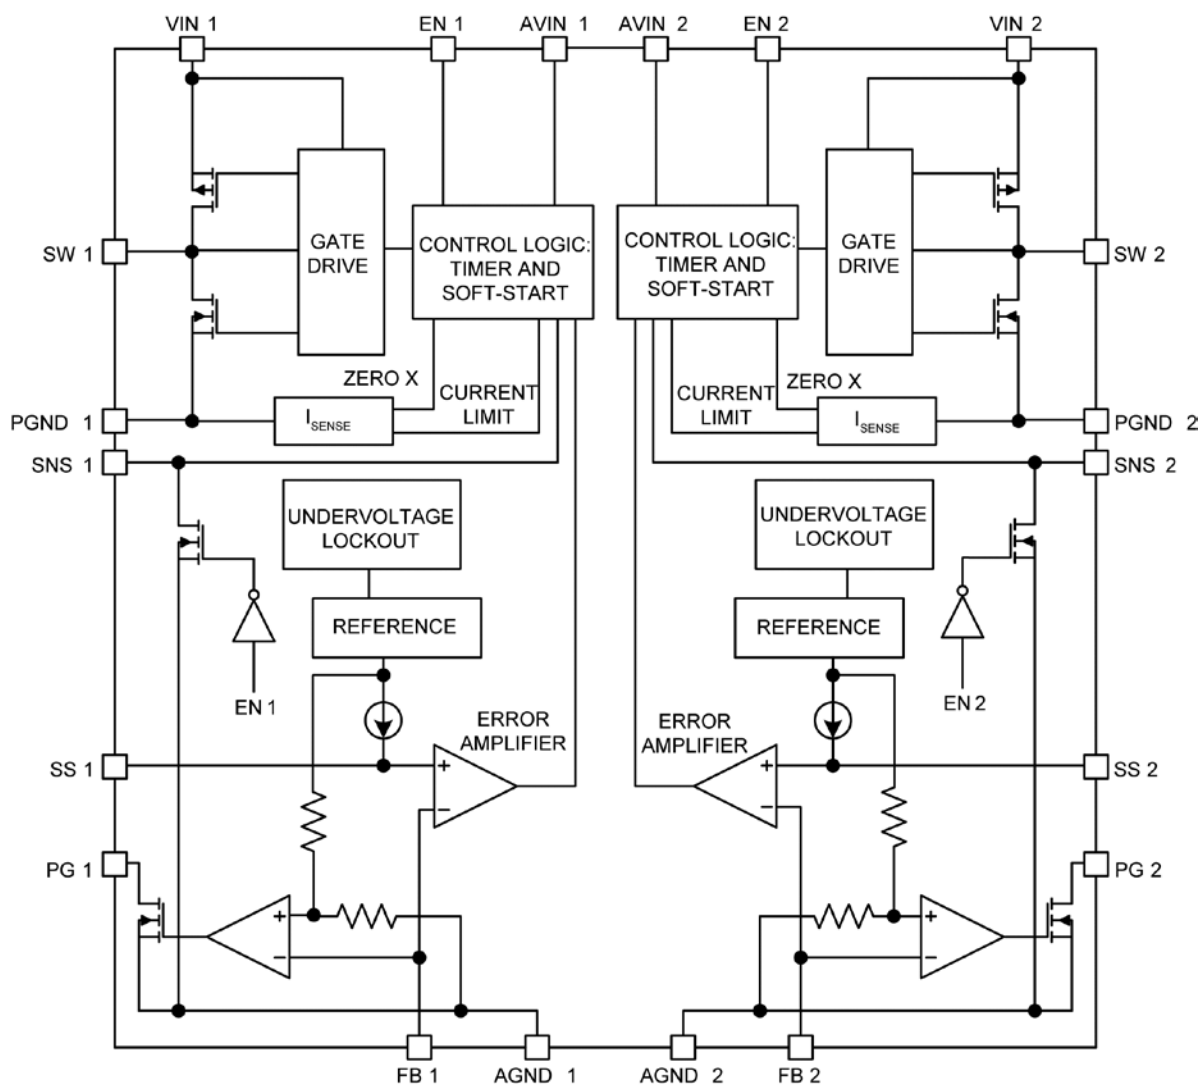 VIN 1
EN 1
AVIN 1
AVIN 2
EN 2
VIN 2
SW 1
GATE
DRIVE
CONTROL LOGIC:
TIMER AND
SOFT-START
CONTROL LOGIC:
TIMER AND
SOFT-START
GATE
DRIVE
SW 2
ZERO X
CURRENT
LIMIT
CURRENT
LIMIT
ZERO X
PGND 1
ISENSE
ISENSE
PGND 2
SNS 1
SNS 2
UNDERVOLTAGE
LOCKOUT
UNDERVOLTAGE
LOCKOUT
REFERENCE
REFERENCE
EN 1
EN 2
ERROR
AMPLIFIER
ERROR
AMPLIFIER
SS 1
+
−
+
−
SS 2
PG 1
PG 2
+
−
+
−
FB 1
AGND 1
AGND 2
FB 2